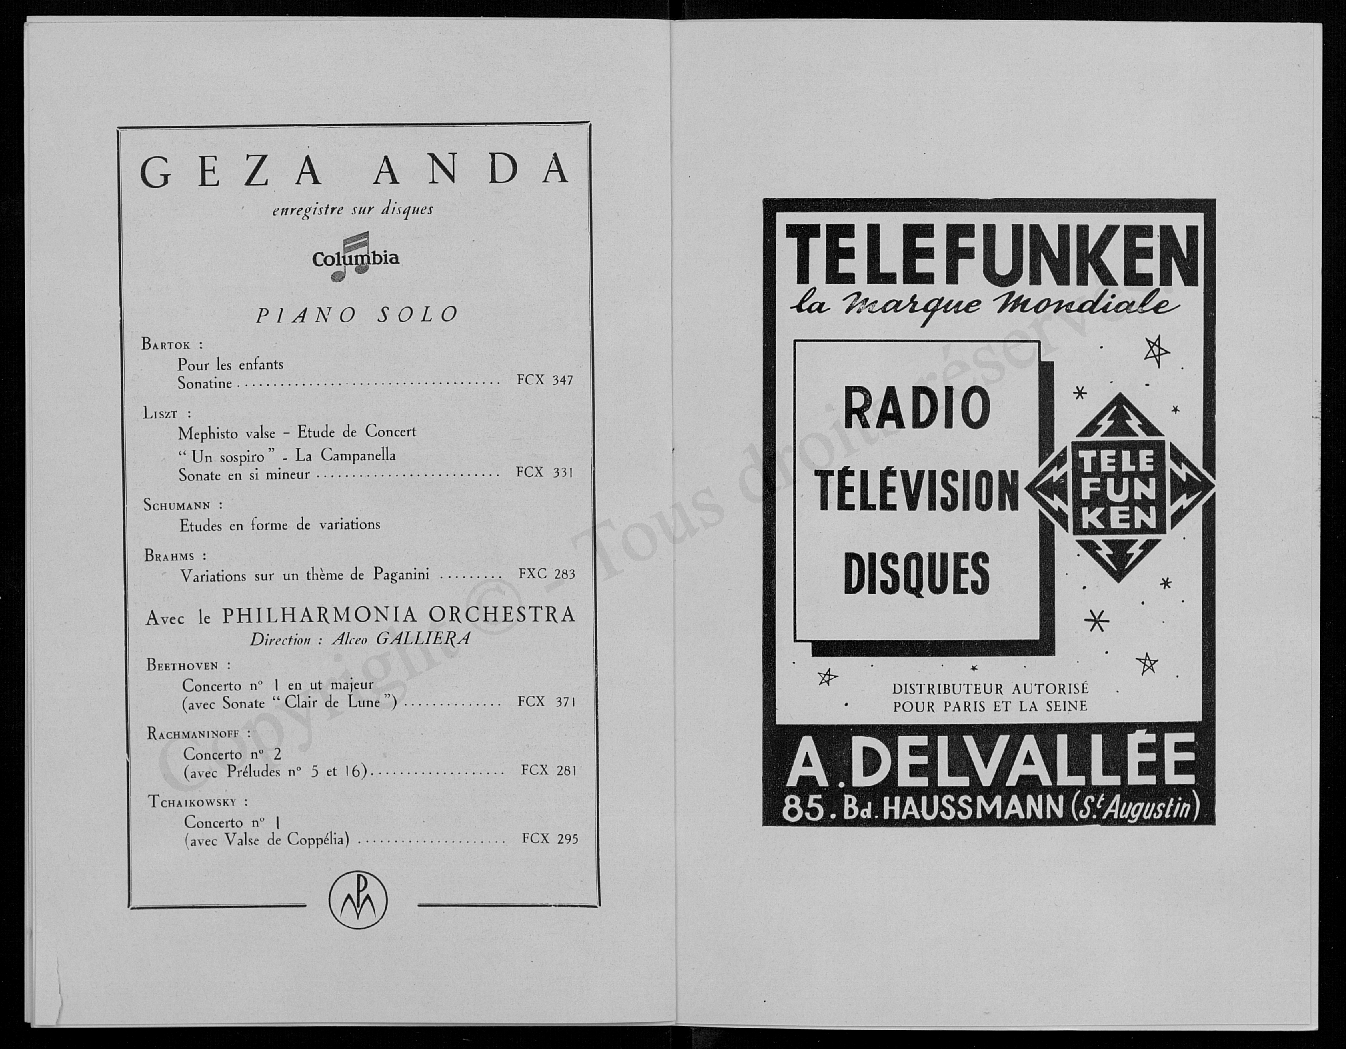 GEZA ANDA
enregistre sur disques
Columbia
PIANO SOLO
BARTOK :
Pour les enfants
Sonatine . . . . . . . . . . . . . . . . . . . . . . . . . . . . . . . . . . . . FCX 347
LISZT :
Mephisto valse – Etude de Concert
“ Un sospiro ” - La Campanella
Sonate en si mineur . . . . . . . . . . . . . . . . . . . . . . . . . FCX 331
SCHUMANN :
Etudes en forme de variations
BRAHMS :
Variations sur un thème de Paganini . . . . . . . . . FXC 283
Avec le PHILHARMONIA ORCHESTRA
Direction : Alceo GALLIERA
BEETHOVEN :
Concerto n° 1 en ut majeur
(avec Sonate “ Clair de Lune ”) . . . . . . . . . . . . . . FCX 371
RACHMANINOFF :
Concerto n° 2
(avec Préludes n° 5 et 16). . . . . . . . . . . . . . . . . . . FCX 281
TCHAIKOWSKY :
Concerto n° 1
(avec Valse de Coppélia) . . . . . . . . . . . . . . . . . . . . . FCX 295
TELEFUNKEN
la marque mondiale
RADIO
TÉLÉVISION
DISQUES
TELE
FUN
KEN
DISTRIBUTEUR AUTORISÉ
POUR PARIS ET LA SEINE
A. DELVALLÉE
85. Bd. HAUSSMANN (St. Augustin)
Copyright © - Tous droits réservés.